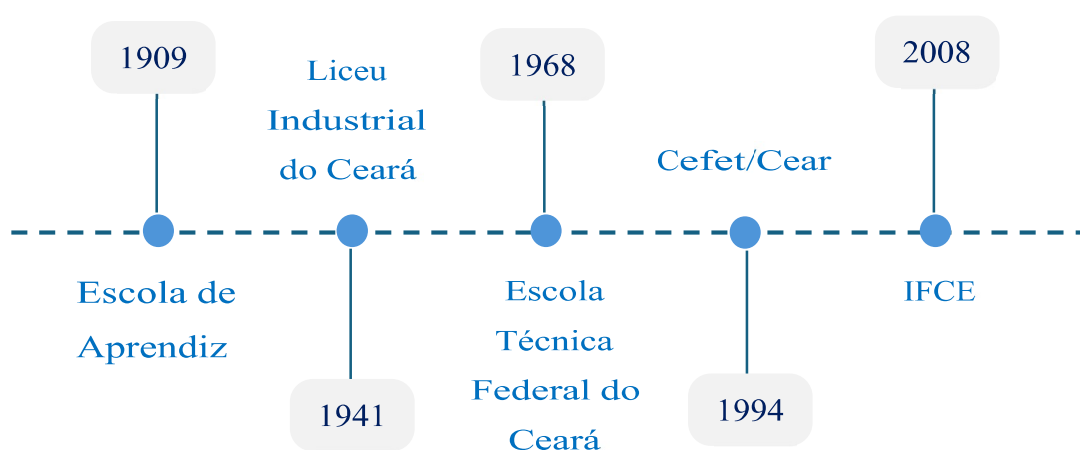 1909
Escola de
Aprendiz
Liceu
Industrial
do Ceará
1941
1968
Escola
Técnica
Federal do
Ceará
Cefet/Cear
1994
2008
IFCE